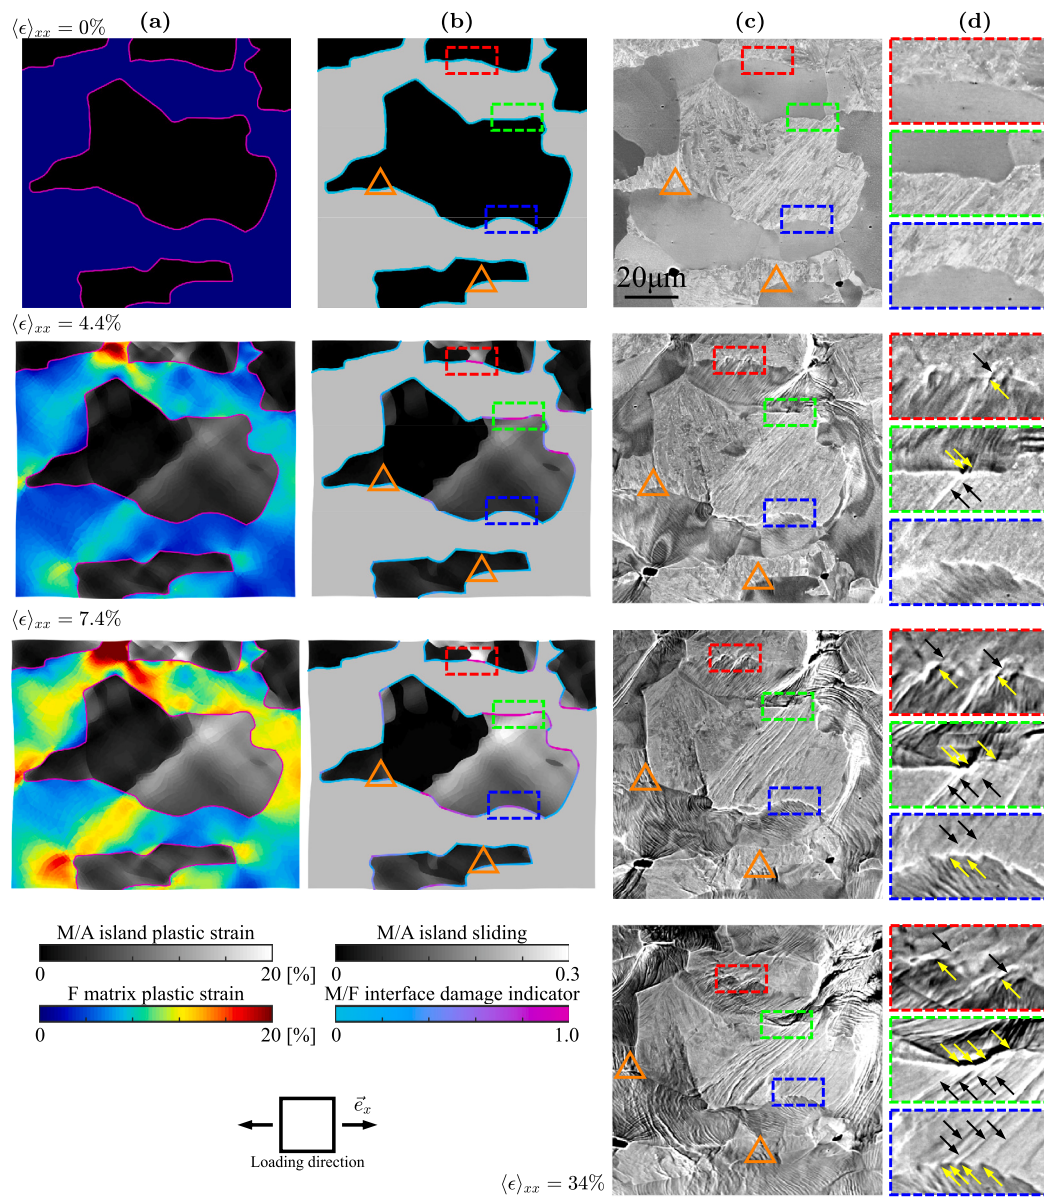 (a) (b) (c) (d)
⟨ϵ⟩xx = 0%
20μm
⟨ϵ⟩xx = 4.4%
⟨ϵ⟩xx = 7.4%
M/A island plastic strain
0 20 [%]
F matrix plastic strain
0 20 [%]
M/A island sliding
0 0.3
M/F interface damage indicator
0 1.0
e⃗x
Loading direction
⟨ϵ⟩xx = 34%